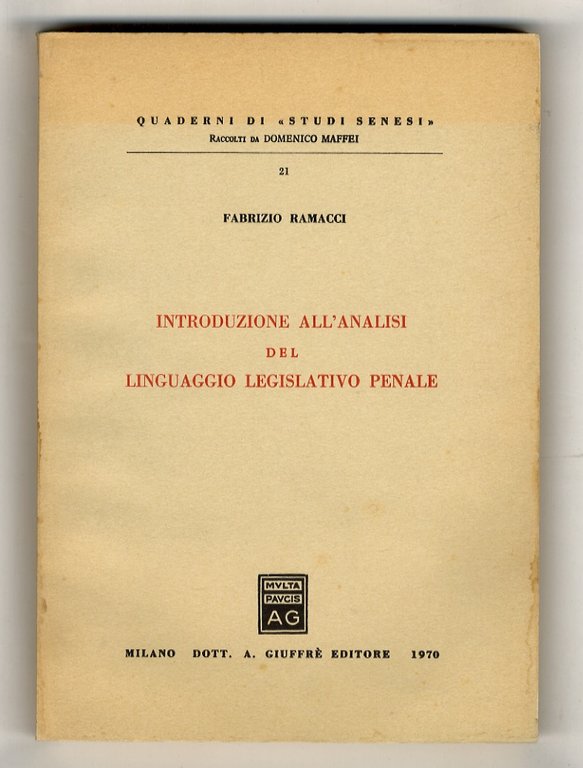 QUADERNI DI «STUDI SENESI»
RACCOLTI DA DOMENICO MAFFEI
21
FABRIZIO RAMACCI
INTRODUZIONE ALL'ANALISI
DEL
LINGUAGGIO LEGISLATIVO PENALE
MVLTA
PAVCIS
AG
MILANO DOTT. A. GIUFFRÈ EDITORE 1970